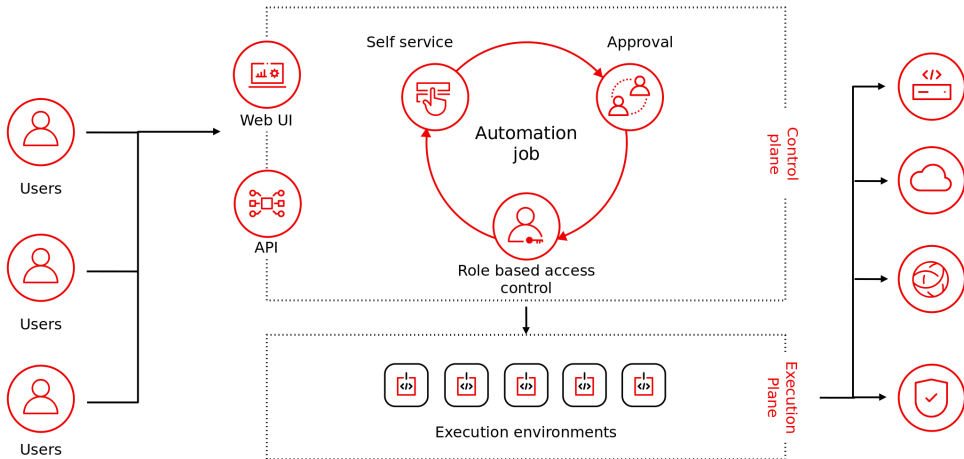 Self service
Approval
Web UI
Users
Automation
job
Control
plane
Users
API
Role based access
control
Users
Execution
Plane
Execution environments